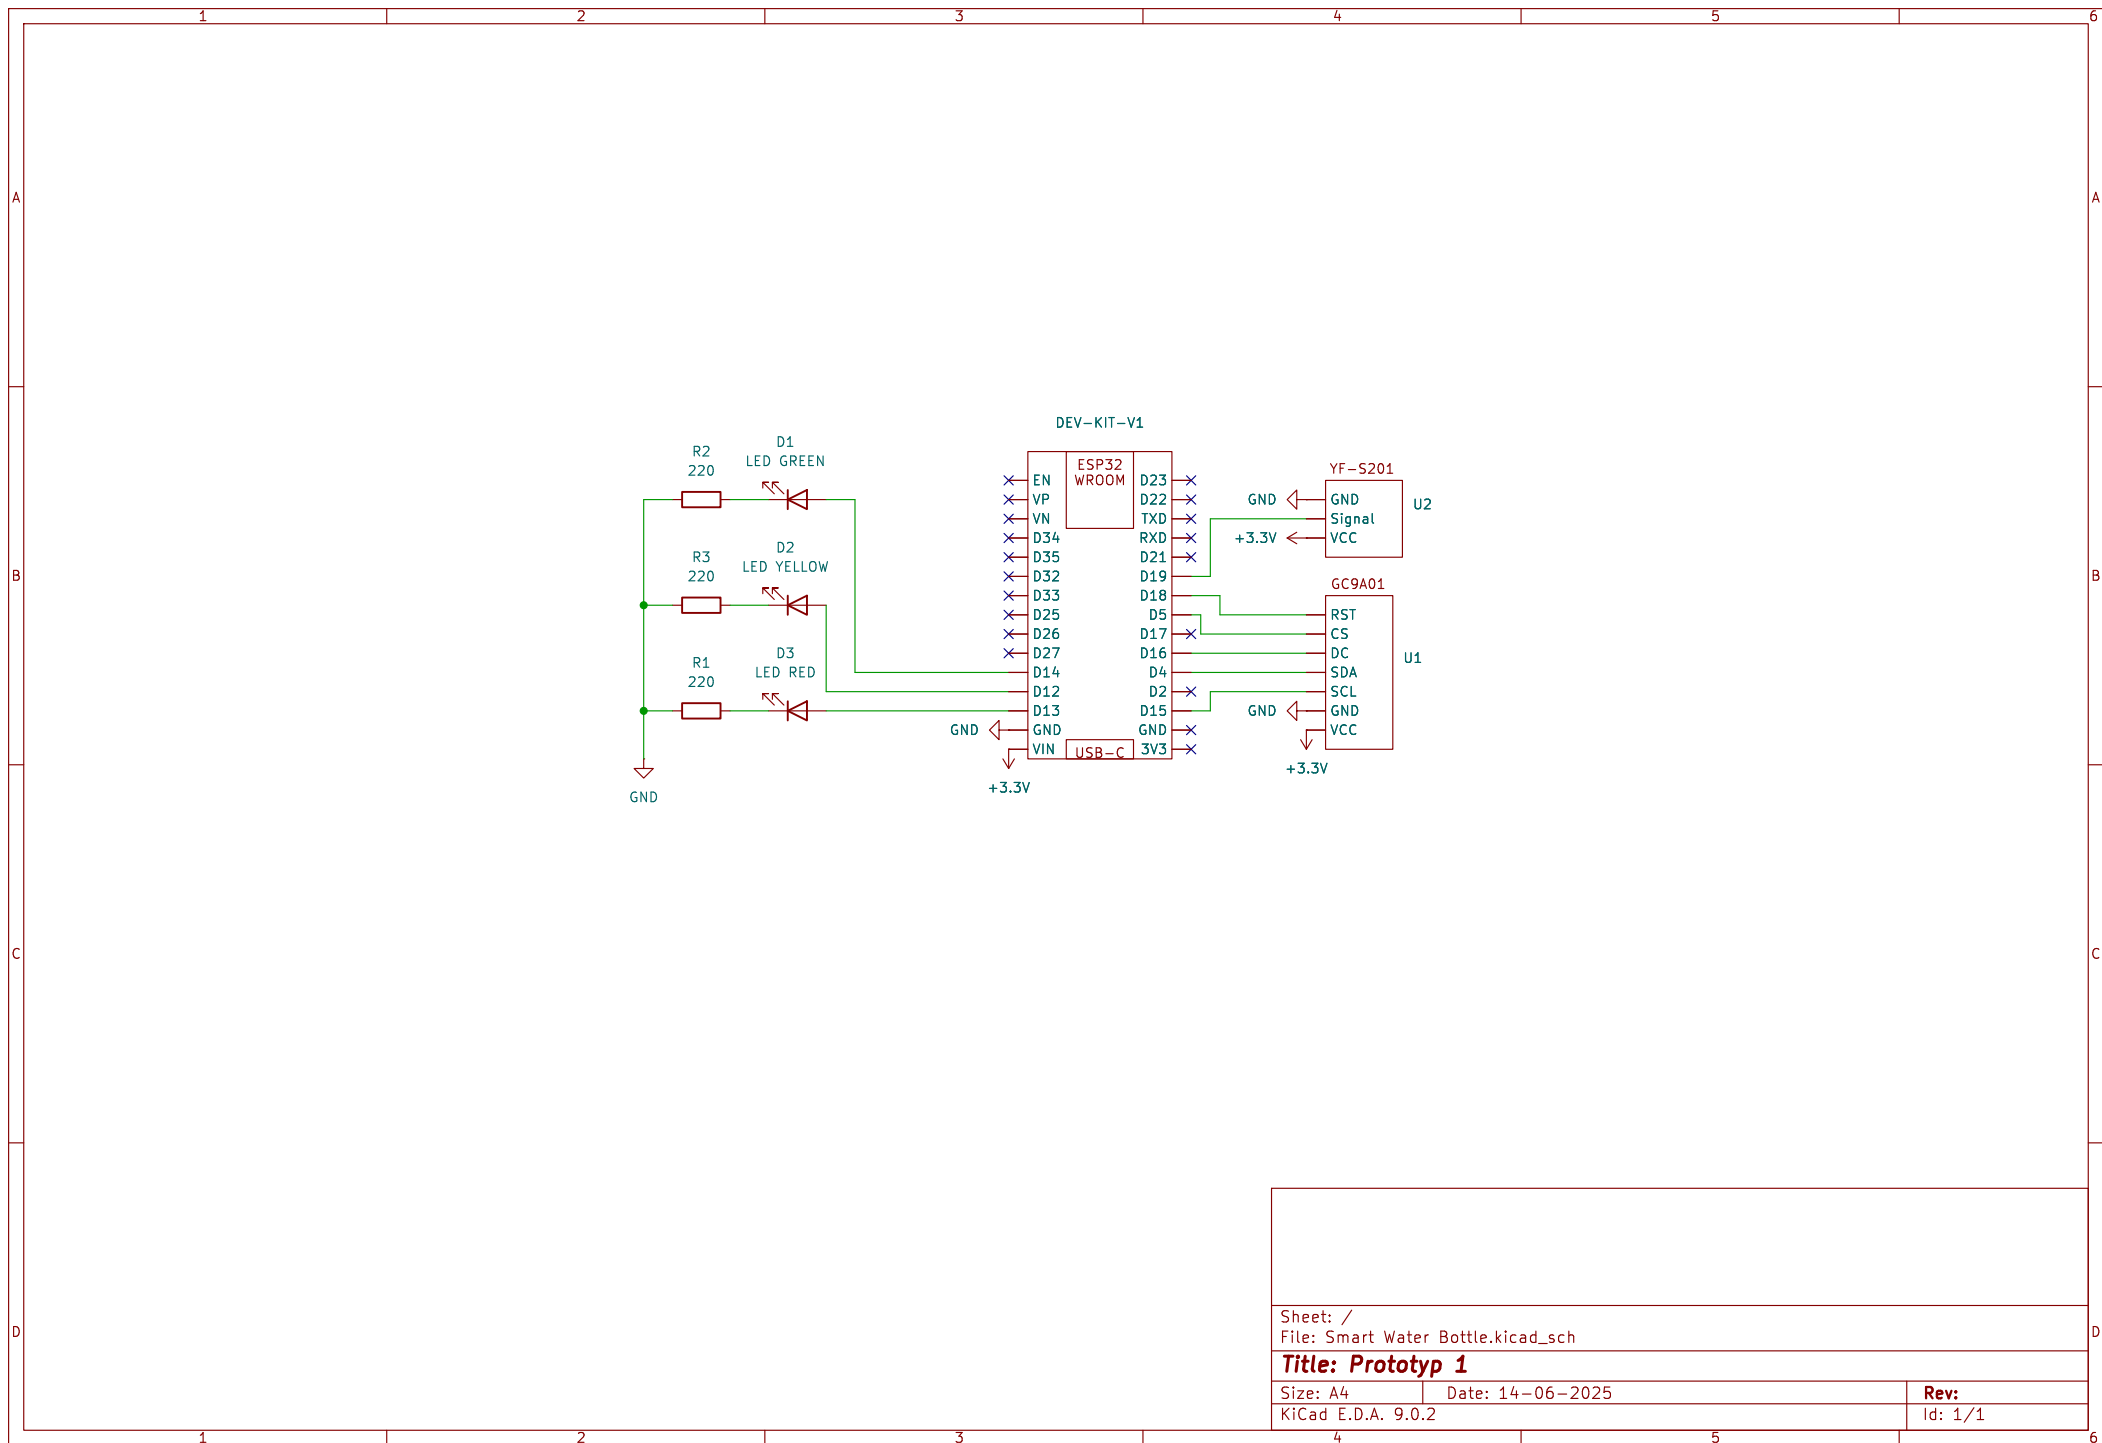 1 2 3 4 5 6
A A
B B
C C
D D
DEV-KIT-V1
ESP32
WROOM
EN
VP
VN
D34
D35
D32
D33
D25
D26
D27
D14
D12
D13
GND
VIN
D23
D22
TXD
RXD
D21
D19
D18
D5
D17
D16
D4
D2
D15
GND
3V3
USB-C
GND
+3.3V
R2
220
D1
LED GREEN
R3
220
D2
LED YELLOW
R1
220
D3
LED RED
GND
YF-S201
U2
GND
Signal
VCC
GND
+3.3V
GC9A01
U1
RST
CS
DC
SDA
SCL
GND
VCC
GND
+3.3V
Sheet: /
File: Smart Water Bottle.kicad_sch
Title: Prototyp 1
Size: A4 Date: 14-06-2025 Rev:
KiCad E.D.A. 9.0.2 Id: 1/1
1 2 3 4 5 6